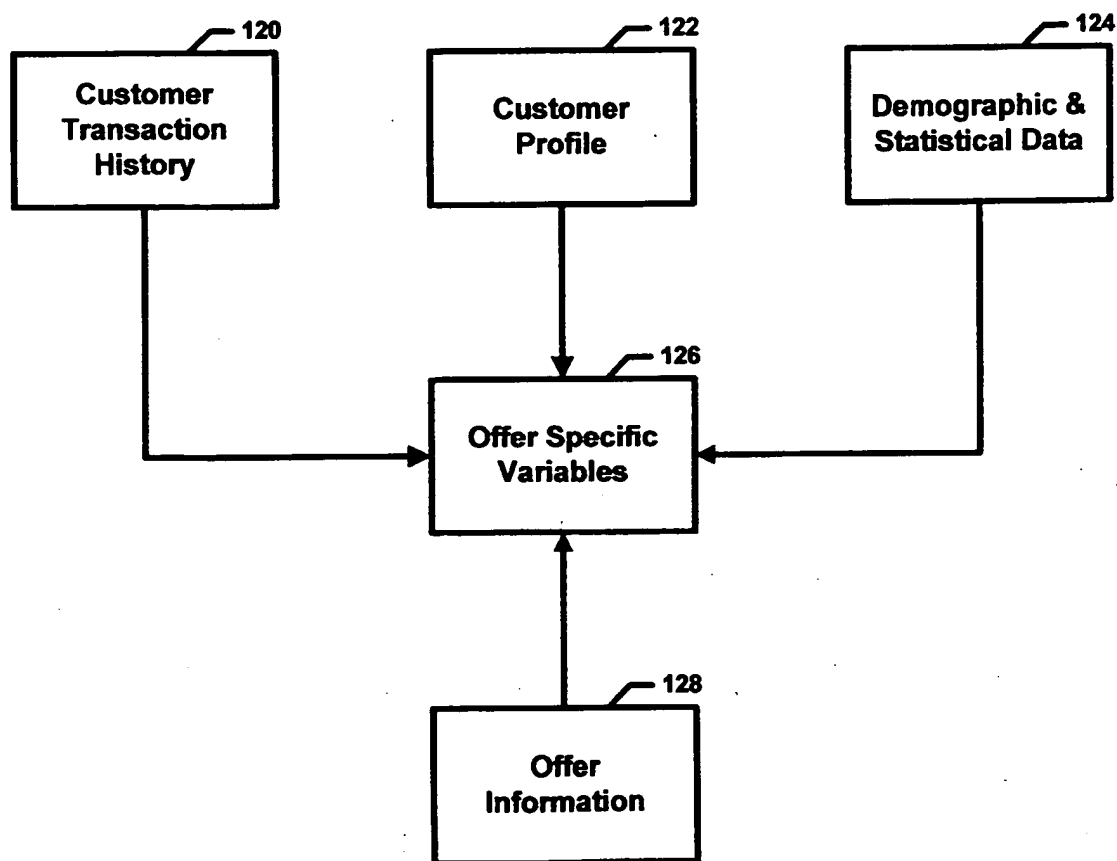 120
Customer
Transaction
History
122
Customer
Profile
124
Demographic &
Statistical Data
126
Offer Specific
Variables
128
Offer
Information